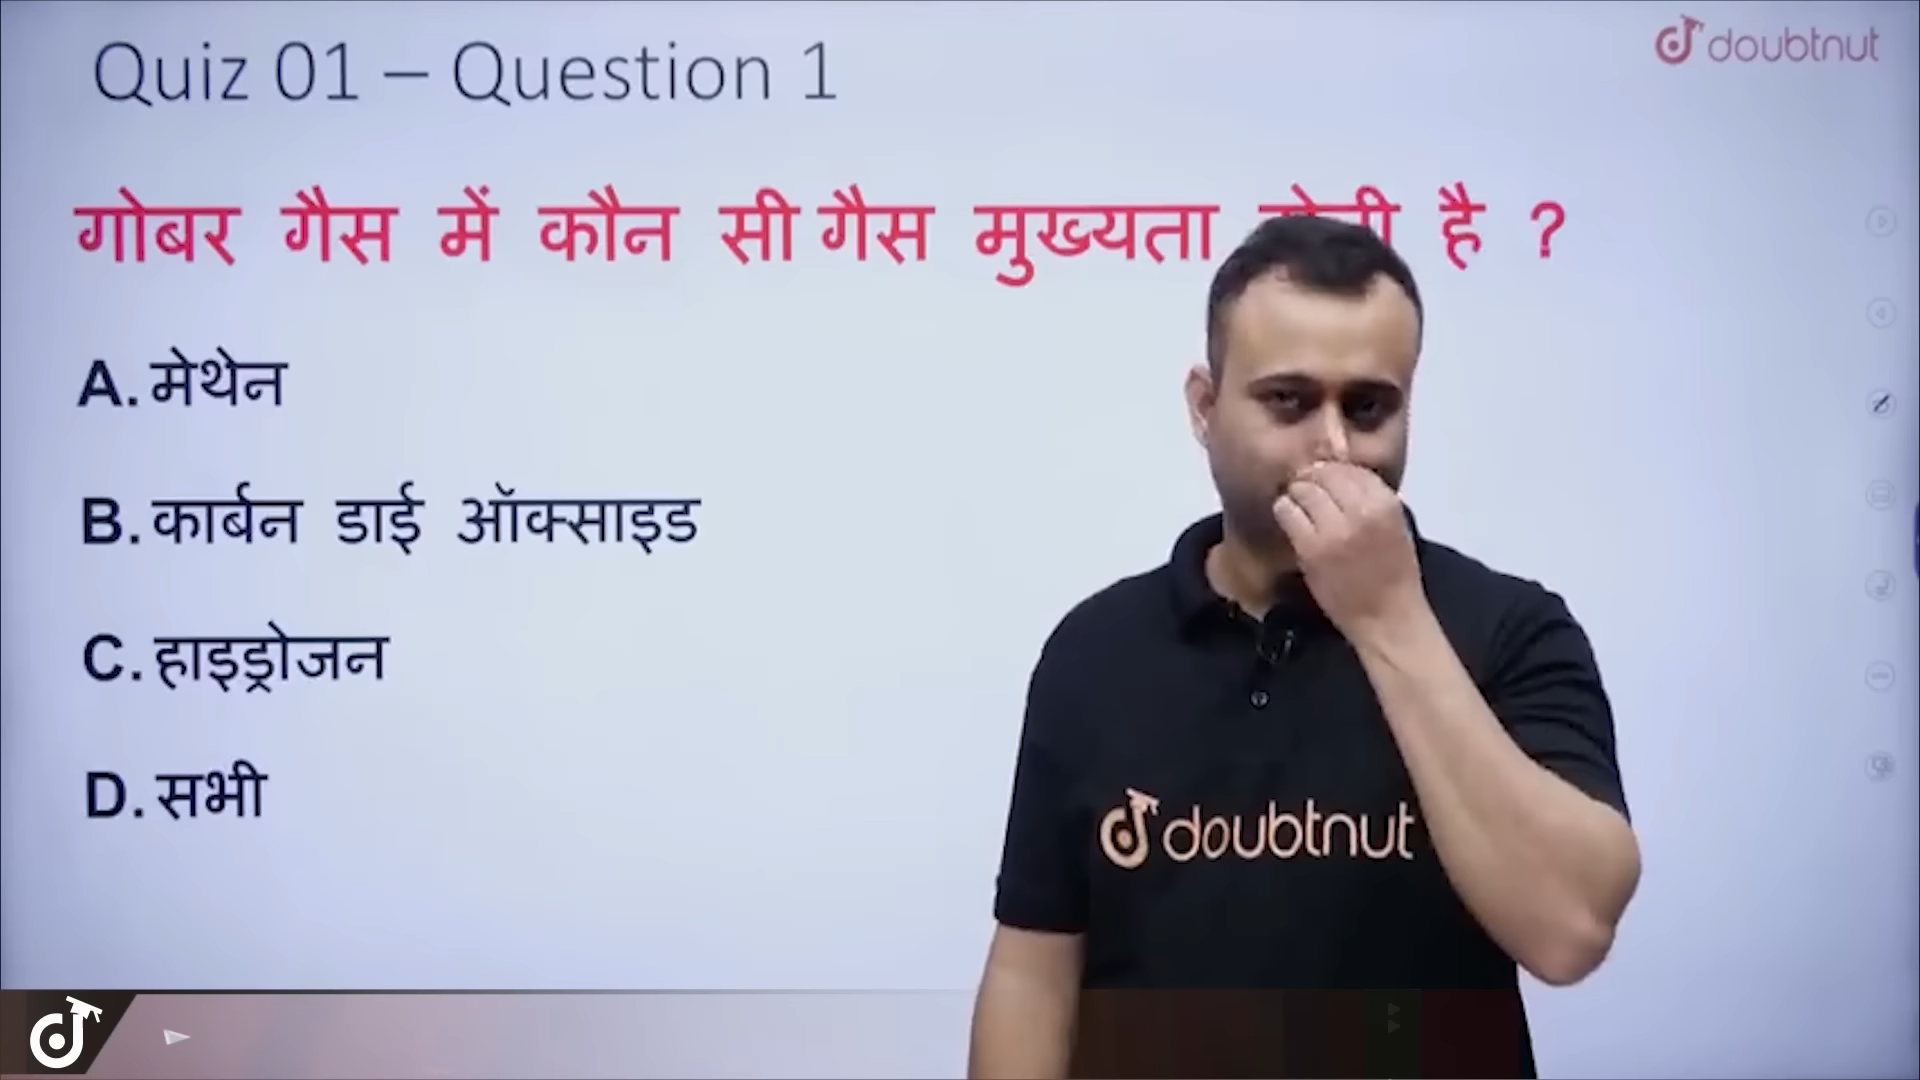 Quiz 01 – Question 1
doubtnut
गोबर गैस में कौन सी गैस मुख्यता है ?
A. मेथेन
B. कार्बन डाई ऑक्साइड
C. हाइड्रोजन
D. सभी
doubtnut